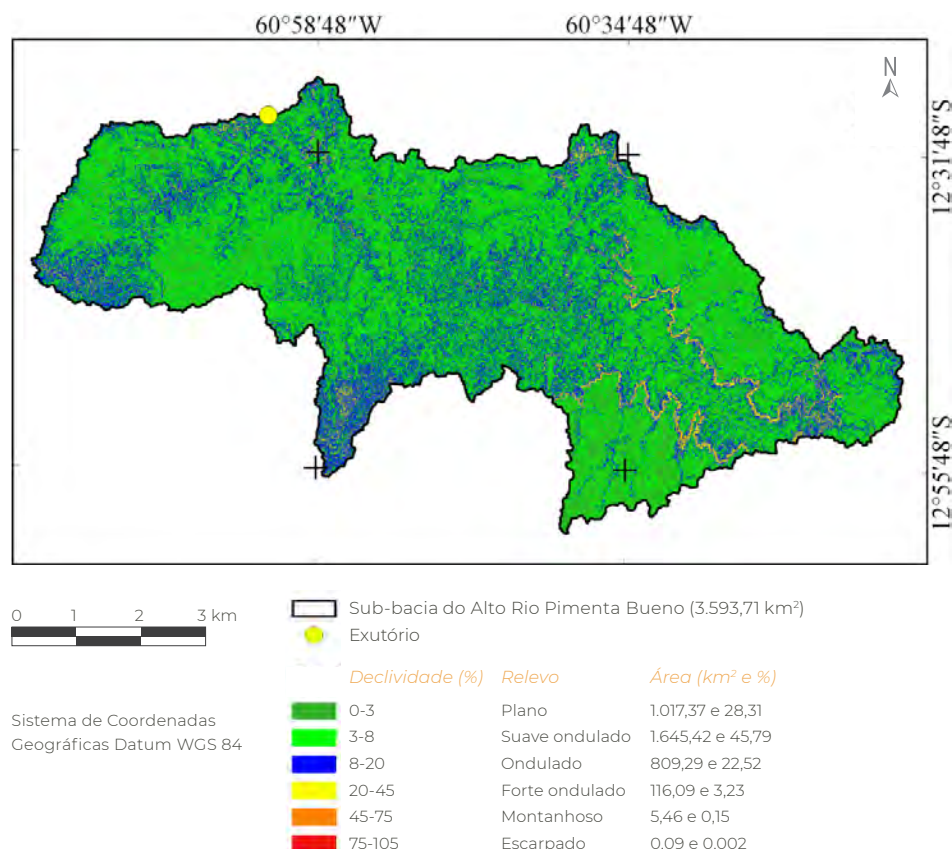 60°58'48"W 60°34'48"W
N
12°31'48"S
12°55'48"S
0 1 2 3 km
Sistema de Coordenadas
Geográficas Datum WGS 84
Sub-bacia do Alto Rio Pimenta Bueno (3.593,71 km²)
Exutório
Declividade (%) Relevo Área (km² e %)
0-3 Plano 1.017,37 e 28,31
3-8 Suave ondulado 1.645,42 e 45,79
8-20 Ondulado 809,29 e 22,52
20-45 Forte ondulado 116,09 e 3,23
45-75 Montanhoso 5,46 e 0,15
75-105 Escarpado 0,09 e 0,002